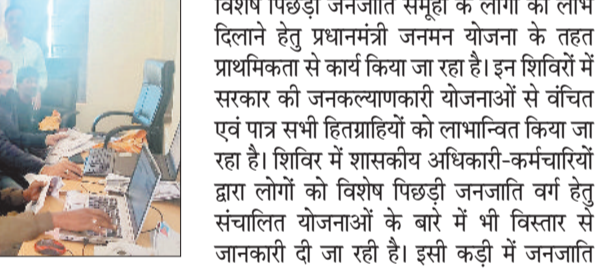 विशेष पिछड़ी जनजाति समूहों के लोगों को लाभ
दिलाने हेतु प्रधानमंत्री जनमन योजना के तहत
प्राथमिकता से कार्य किया जा रहा है। इन शिविरों में
सरकार की जनकल्याणकारी योजनाओं से वंचित
एवं पात्र सभी हितग्राहियों को लाभान्वित किया जा
रहा है। शिविर में शासकीय अधिकारी-कर्मचारियों
द्वारा लोगों को विशेष पिछड़ी जनजाति वर्ग हेतु
संचालित योजनाओं के बारे में भी विस्तार से
जानकारी दी जा रही है। इसी कड़ी में जनजाति